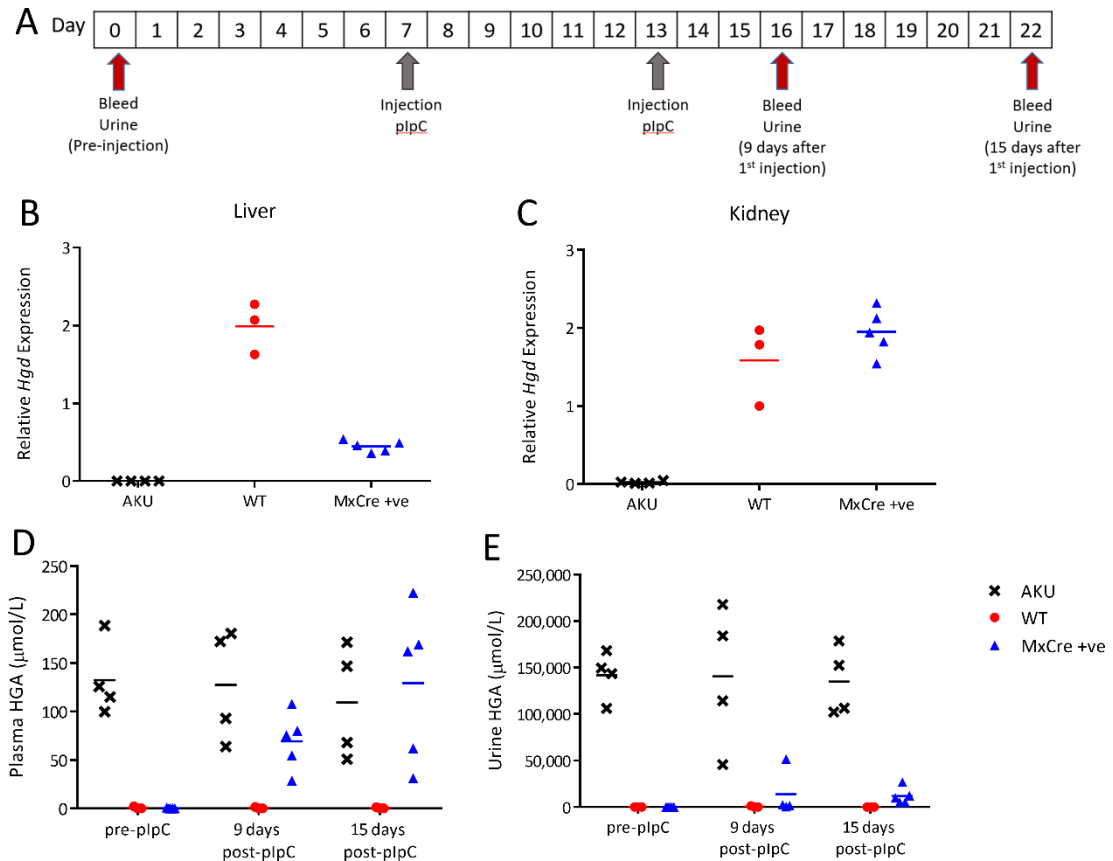 A Day 0 1 2 3 4 5 6 7 8 9 10 11 12 13 15 16 17 18 19 20 21 22
Bleed
Urine
(Pre-injection)
Injection
pIpC
Injection
pIpC
Bleed
Urine
(9 days after
1st injection)
Bleed
Urine
(15 days after
1st injection)
B
Liver
Relative Hgd Expression
3
2
1
0
AKU WT MxCre +ve
C
Kidney
Relative Hgd Expression
3
2
1
0
AKU WT MxCre +ve
D
Plasma HGA (μmol/L)
250
200
150
100
50
0
pre-pIpC 9 days 15 days
post-pIpC post-pIpC
E
Urine HGA (μmol/L)
250,000
200,000
150,000
100,000
50,000
0
pre-pIpC 9 days 15 days
post-pIpC post-pIpC
AKU
WT
MxCre +ve